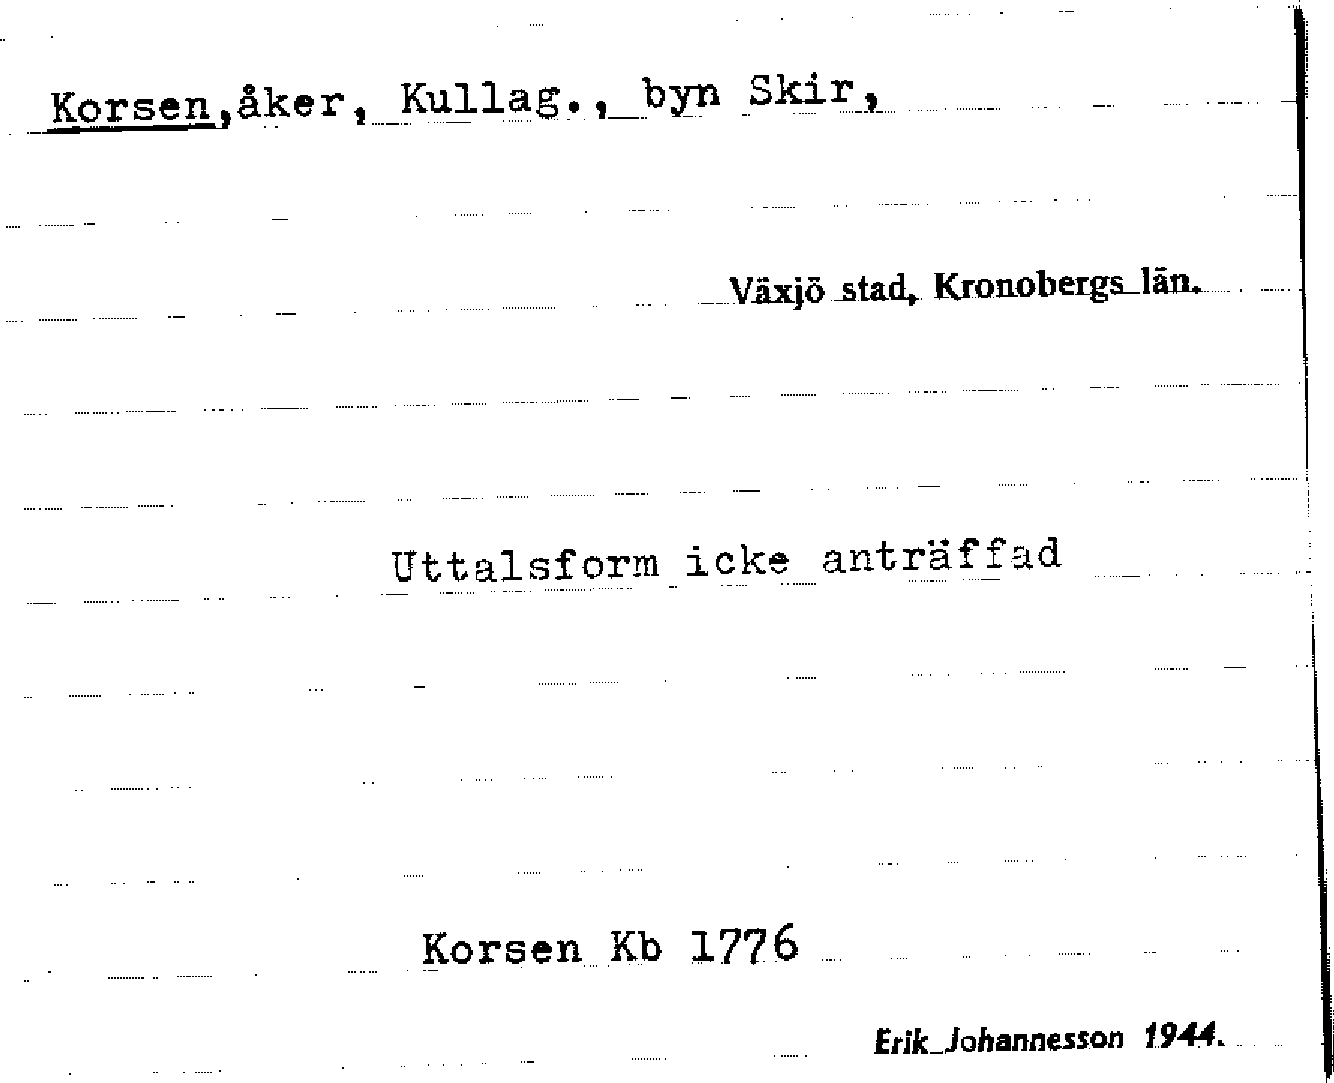 Korsen,åker, Kullag., byn Skir,
Växjö stad, Kronobergs län.
Uttalsform icke anträffad
Korsen Kb 1776
Erik Johannesson 1944.